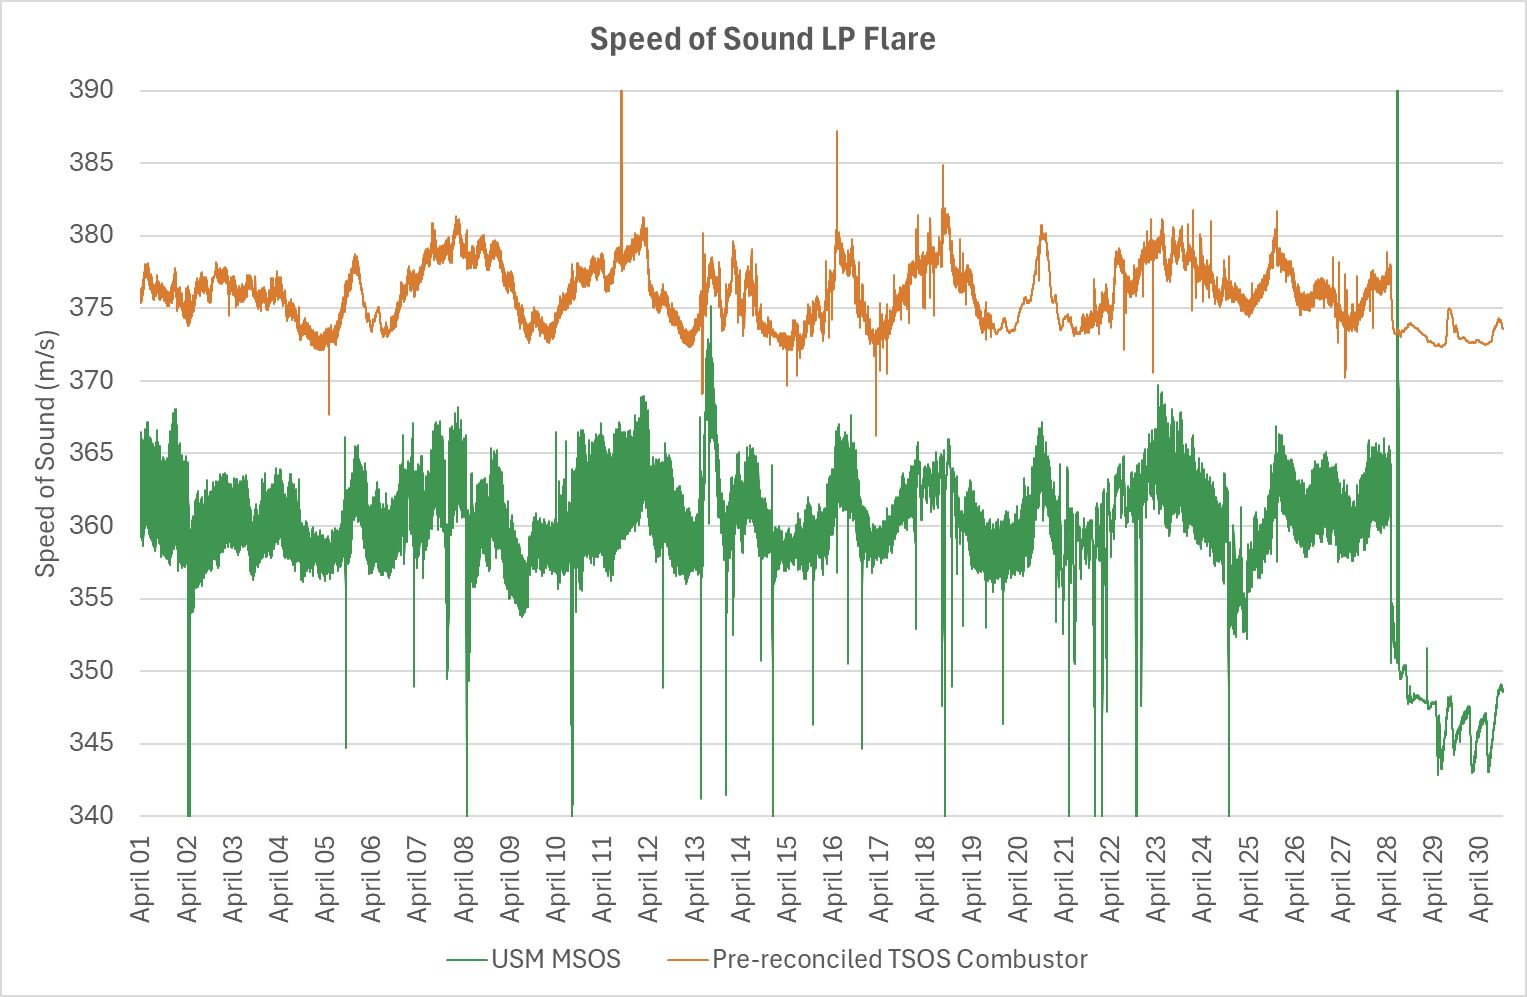 Speed of Sound LP Flare
Speed of Sound (m/s)
390
385
380
375
370
365
360
355
350
345
340
April 01
April 02
April 03
April 04
April 05
April 06
April 07
April 08
April 09
April 10
April 11
April 12
April 13
April 14
April 15
April 16
April 17
April 18
April 19
April 20
April 21
April 22
April 23
April 24
April 25
April 26
April 27
April 28
April 29
April 30
USM MSOS
Pre-reconciled TSOS Combustor